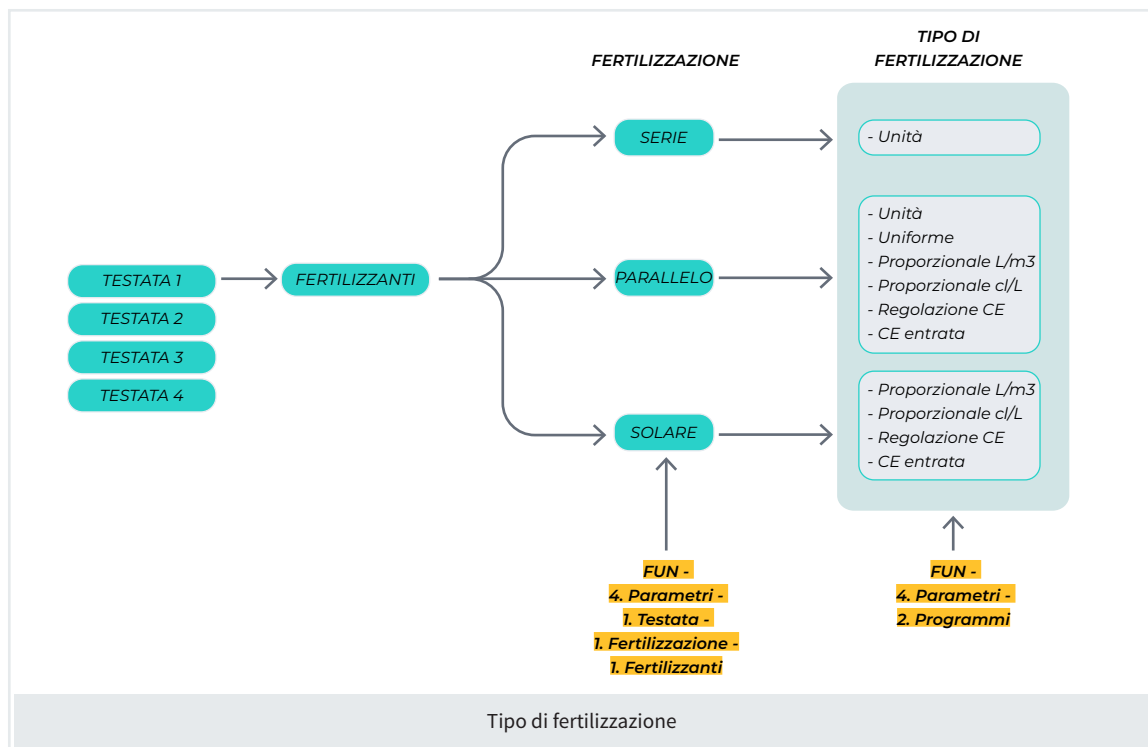 FERTILIZZAZIONE
TIPO DI
FERTILIZZAZIONE
TESTATA 1
TESTATA 2
TESTATA 3
TESTATA 4
FERTILIZZANTI
SERIE
- Unità
PARALLELO
- Unità
- Uniforme
- Proporzionale L/m3
- Proporzionale cl/L
- Regolazione CE
- CE entrata
SOLARE
- Proporzionale L/m3
- Proporzionale cl/L
- Regolazione CE
- CE entrata
FUN -
4. Parametri -
1. Testata -
1. Fertilizzazione -
1. Fertilizzanti
FUN -
4. Parametri -
2. Programmi
Tipo di fertilizzazione